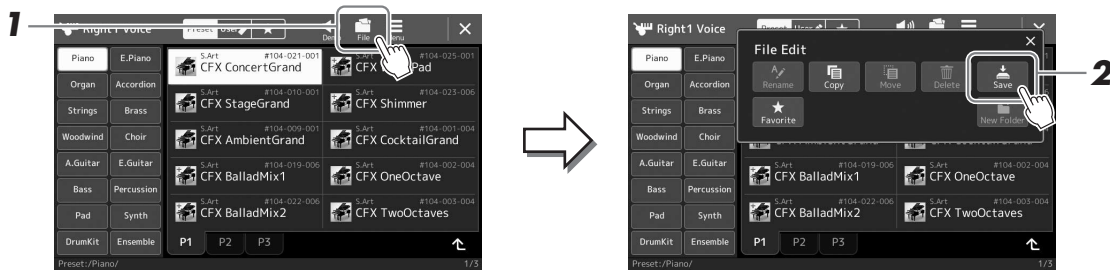 1
Right1 Voice
Preset User ★
File
Menu
Piano
E.Piano
Organ
Accordion
Strings
Brass
Woodwind
Choir
A.Guitar
E.Guitar
Bass
Percussion
Pad
Synth
DrumKit
Ensemble
S.Art #104-021-001
CFX ConcertGrand
#104-025-001
CFX Pad
S.Art #104-010-001
CFX StageGrand
S.Art #104-023-006
CFX Shimmer
S.Art #104-009-001
CFX AmbientGrand
S.Art #104-001-004
CFX CocktailGrand
S.Art #104-019-006
CFX BalladMix1
S.Art #104-002-004
CFX OneOctave
S.Art #104-022-006
CFX BalladMix2
S.Art #104-003-004
CFX TwoOctaves
P1 P2 P3
Preset:/Piano/ 1/3
2
Right1 Voice
File Edit
Rename
Copy
Move
Delete
Save
Favorite
New Folder
Piano
E.Piano
Organ
Accordion
Strings
Brass
Woodwind
Choir
A.Guitar
E.Guitar
Bass
Percussion
Pad
Synth
DrumKit
Ensemble
S.Art #104-019-006
CFX BalladMix1
S.Art #104-002-004
CFX OneOctave
S.Art #104-022-006
CFX BalladMix2
S.Art #104-003-004
CFX TwoOctaves
P1 P2 P3
Preset:/Piano/ 1/3